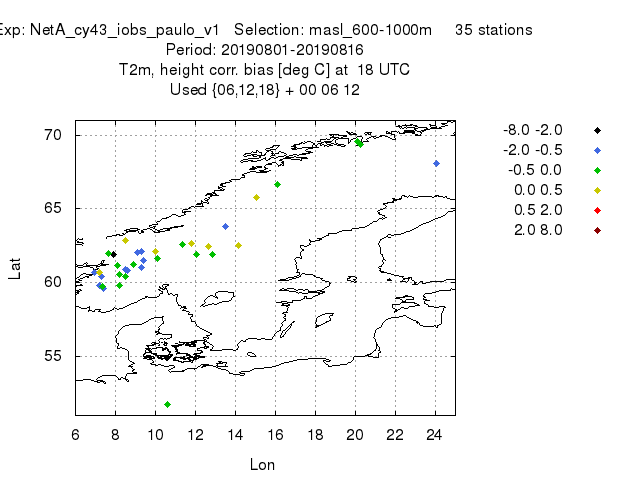 Exp: NetA_cy43_iobs_paulo_v1 Selection: masl_600-1000m 35 stations
Period: 20190801-20190816
T2m, height corr. bias [deg C] at 18 UTC
Used {06,12,18} + 00 06 12
-8.0 -2.0
-2.0 -0.5
-0.5 0.0
0.0 0.5
0.5 2.0
2.0 8.0
70
65
60
55
Lat
6 8 10 12 14 16 18 20 22 24
Lon